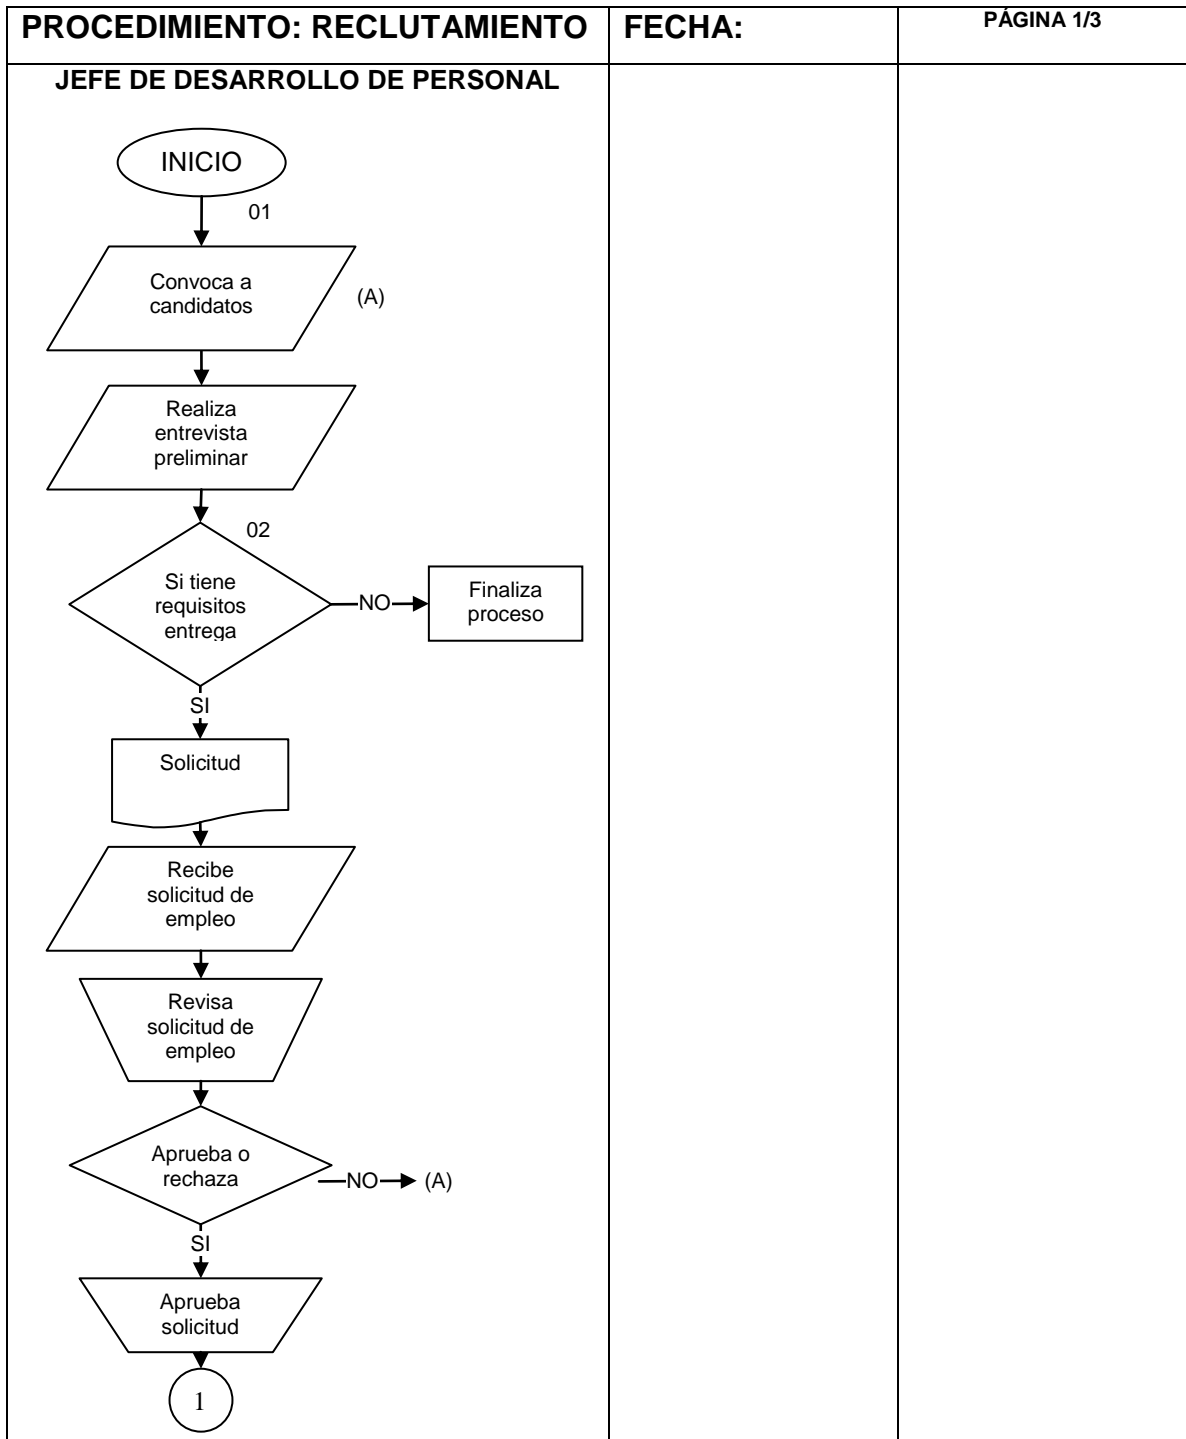 PROCEDIMIENTO: RECLUTAMIENTO
FECHA:
PÁGINA 1/3
JEFE DE DESARROLLO DE PERSONAL
INICIO
01
Convoca a
candidatos
(A)
Realiza
entrevista
preliminar
02
Si tiene
requisitos
entrega
NO
Finaliza
proceso
SI
Solicitud
Recibe
solicitud de
empleo
Revisa
solicitud de
empleo
Aprueba o
rechaza
NO
(A)
SI
Aprueba
solicitud
1